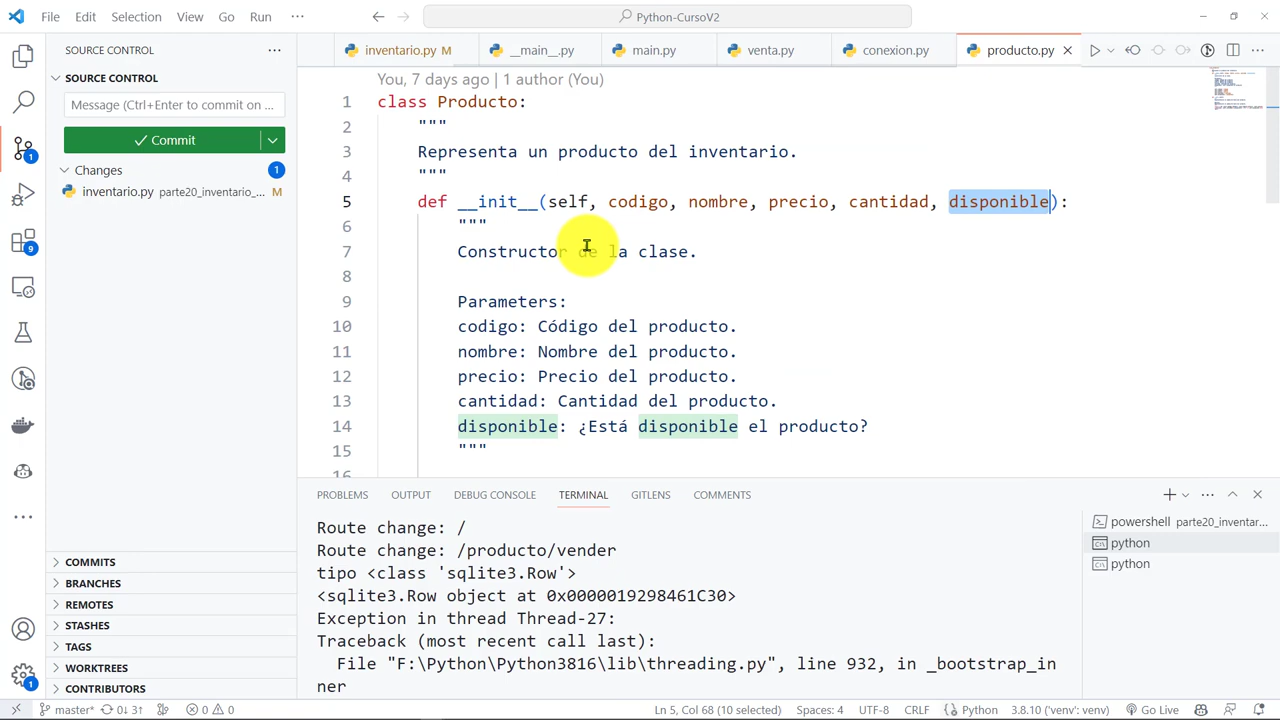 File Edit Selection View Go Run ··· Python-CursoV2
SOURCE CONTROL ···
SOURCE CONTROL
Message (Ctrl+Enter to commit on ...
Commit
Changes 1
inventario.py parte20_inventario_... M
1
9
1
COMMITS
BRANCHES
REMOTES
STASHES
TAGS
WORKTREES
CONTRIBUTORS
inventario.py M __main__.py main.py venta.py conexion.py producto.py
You, 7 days ago | 1 author (You)
1 class Producto:
2 """
3 Representa un producto del inventario.
4 """
5 def __init__(self, codigo, nombre, precio, cantidad, disponible):
6 """
7 Constructor de la clase.
8
9 Parameters:
10 codigo: Código del producto.
11 nombre: Nombre del producto.
12 precio: Precio del producto.
13 cantidad: Cantidad del producto.
14 disponible: ¿Está disponible el producto?
15 """
16
PROBLEMS OUTPUT DEBUG CONSOLE TERMINAL GITLENS COMMENTS
Route change: /
Route change: /producto/vender
tipo <class 'sqlite3.Row'>
<sqlite3.Row object at 0x0000019298461C30>
Exception in thread Thread-27:
Traceback (most recent call last):
File "F:\Python\Python3816\lib\threading.py", line 932, in _bootstrap_in
ner
powershell parte20_inventar...
python
python
master* 0↓ 3↑ 0 0 Ln 5, Col 68 (10 selected) Spaces: 4 UTF-8 CRLF Python 3.8.10 ('venv': venv) Go Live